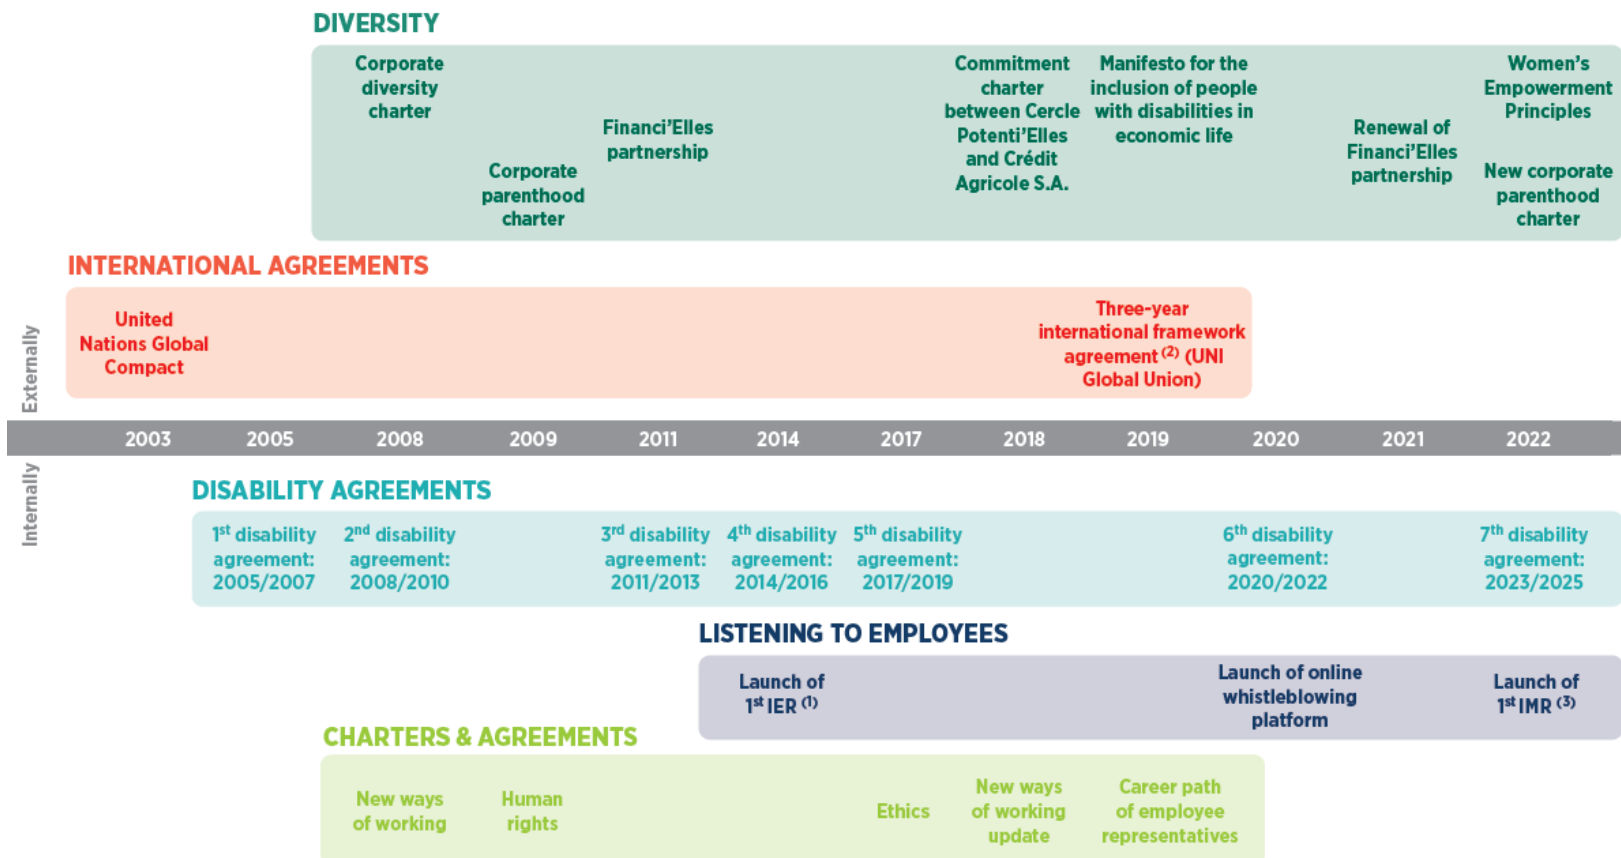 DIVERSITY
Corporate
diversity
charter
Corporate
parenthood
charter
Financi'Elles
partnership
Commitment
charter
between Cercle
Potenti'Elles
and Crédit
Agricole S.A.
Manifesto for the
inclusion of people
with disabilities in
economic life
Renewal of
Financi'Elles
partnership
Women's
Empowerment
Principles
New corporate
parenthood
charter
INTERNATIONAL AGREEMENTS
United
Nations Global
Compact
Three-year
international framework
agreement (2) (UNI
Global Union)
Externally
2003 2005 2008 2009 2011 2014 2017 2018 2019 2020 2021 2022
Internally
DISABILITY AGREEMENTS
1st disability
agreement:
2005/2007
2nd disability
agreement:
2008/2010
3rd disability
agreement:
2011/2013
4th disability
agreement:
2014/2016
5th disability
agreement:
2017/2019
6th disability
agreement:
2020/2022
7th disability
agreement:
2023/2025
LISTENING TO EMPLOYEES
Launch of
1st IER (1)
Launch of online
whistleblowing
platform
Launch of
1st IMR (3)
CHARTERS & AGREEMENTS
New ways
of working
Human
rights
Ethics
New ways
of working
update
Career path
of employee
representatives